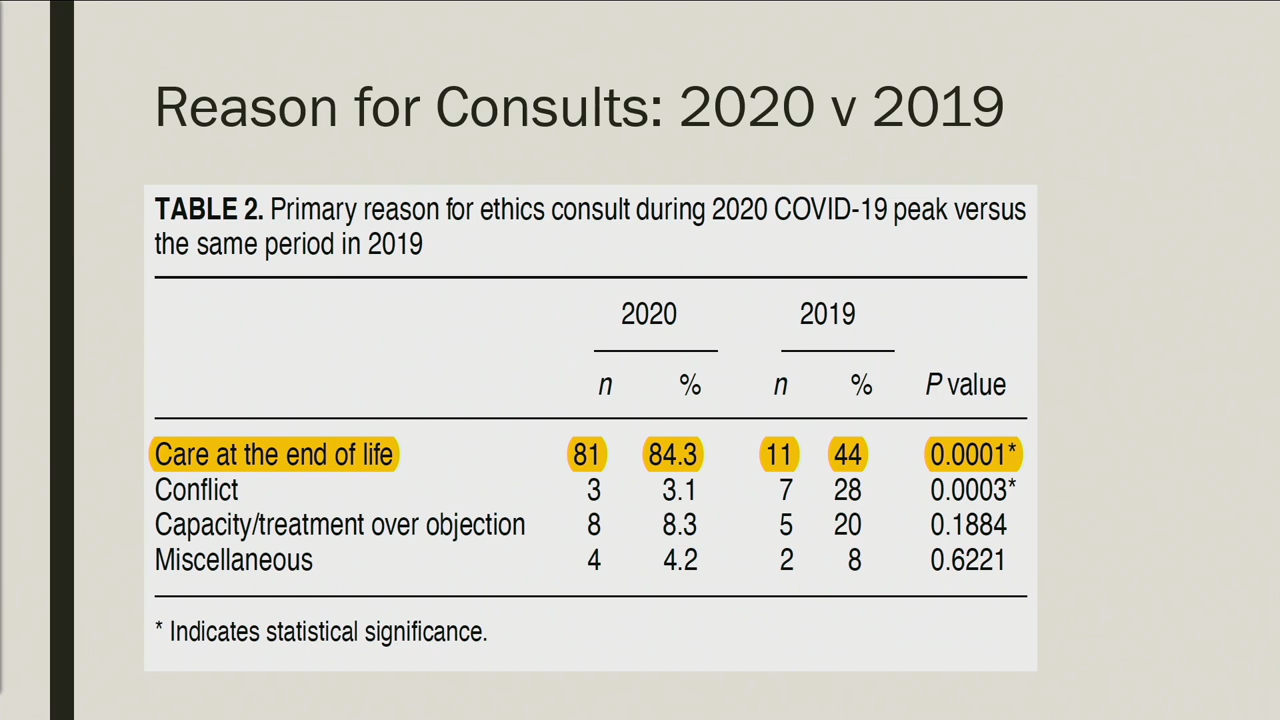 Reason for Consults: 2020 v 2019
TABLE 2. Primary reason for ethics consult during 2020 COVID-19 peak versus
the same period in 2019
2020 2019
n % n % P value
Care at the end of life 81 84.3 11 44 0.0001*
Conflict 3 3.1 7 28 0.0003*
Capacity/treatment over objection 8 8.3 5 20 0.1884
Miscellaneous 4 4.2 2 8 0.6221
* Indicates statistical significance.